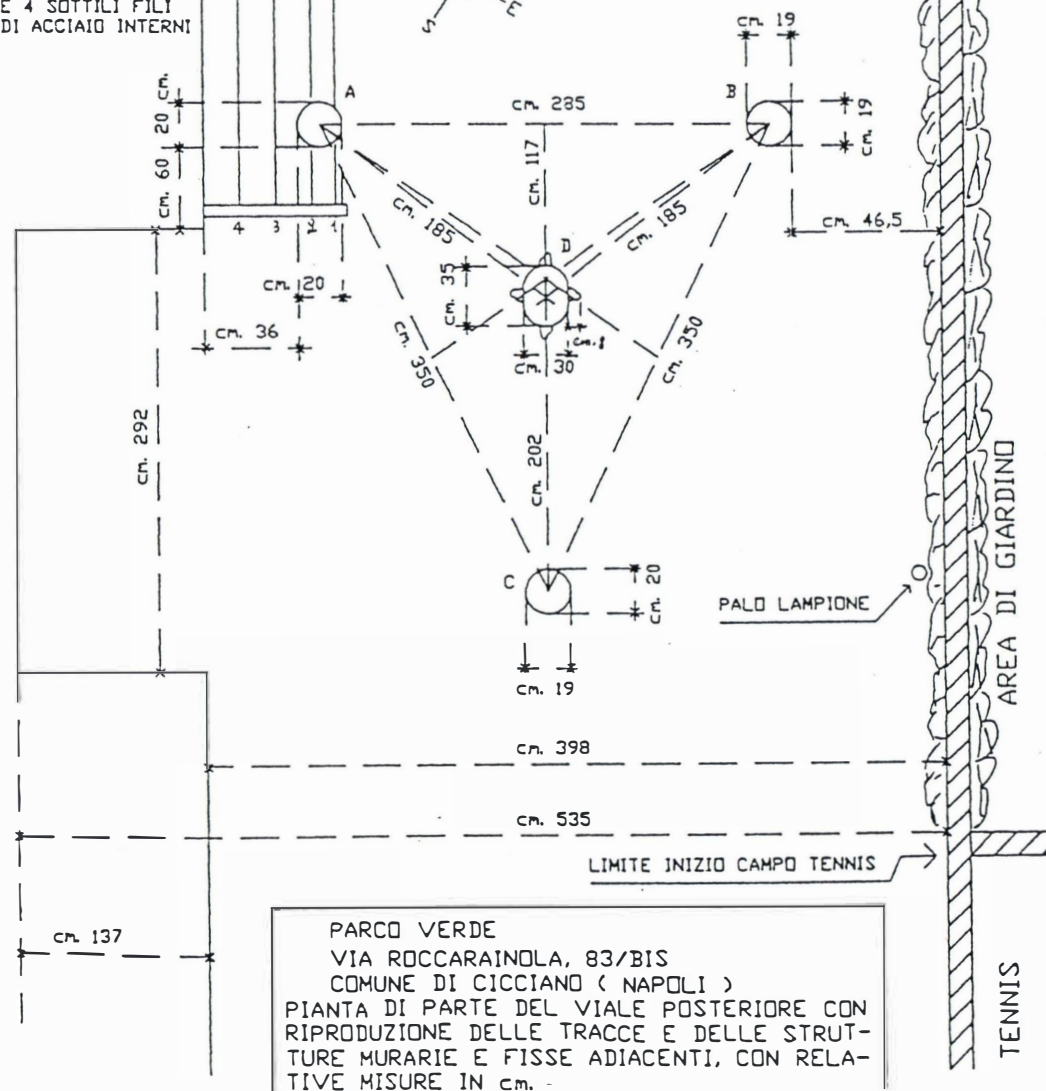 E 4 SOTTILI FILI
DI ACCIAIO INTERNI
S
E
cm. 19
A
B
cm. 285
20 cm.
cm. 19
cm. 117
cm. 60
cm. 185
cm. 185
cm. 46,5
4 3 2 1
D
cm. 35
cm. 20
cm. 36
cm. 30
cm. 350
cm. 350
cm. 292
cm. 202
C
cm. 20
PALO LAMPIONE
AREA DI GIARDINO
cm. 19
cm. 398
cm. 535
LIMITE INIZIO CAMPO TENNIS
cm. 137
TENNIS
PARCO VERDE
VIA ROCCARAINOLA, 83/BIS
COMUNE DI CICCIANO ( NAPOLI )
PIANTA DI PARTE DEL VIALE POSTERIORE CON
RIPRODUZIONE DELLE TRACCE E DELLE STRUT-
TURE MURARIE E FISSE ADIACENTI, CON RELA-
TIVE MISURE IN cm. -